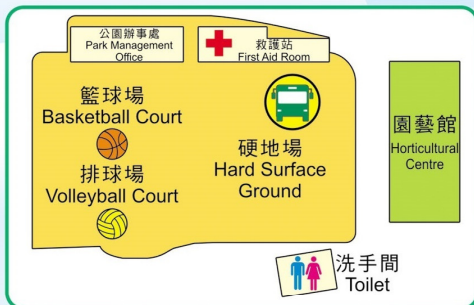 公園辦事處
Park Management
Office
救護站
First Aid Room
籃球場
Basketball Court
排球場
Volleyball Court
硬地場
Hard Surface
Ground
園藝館
Horticultural
Centre
洗手間
Toilet